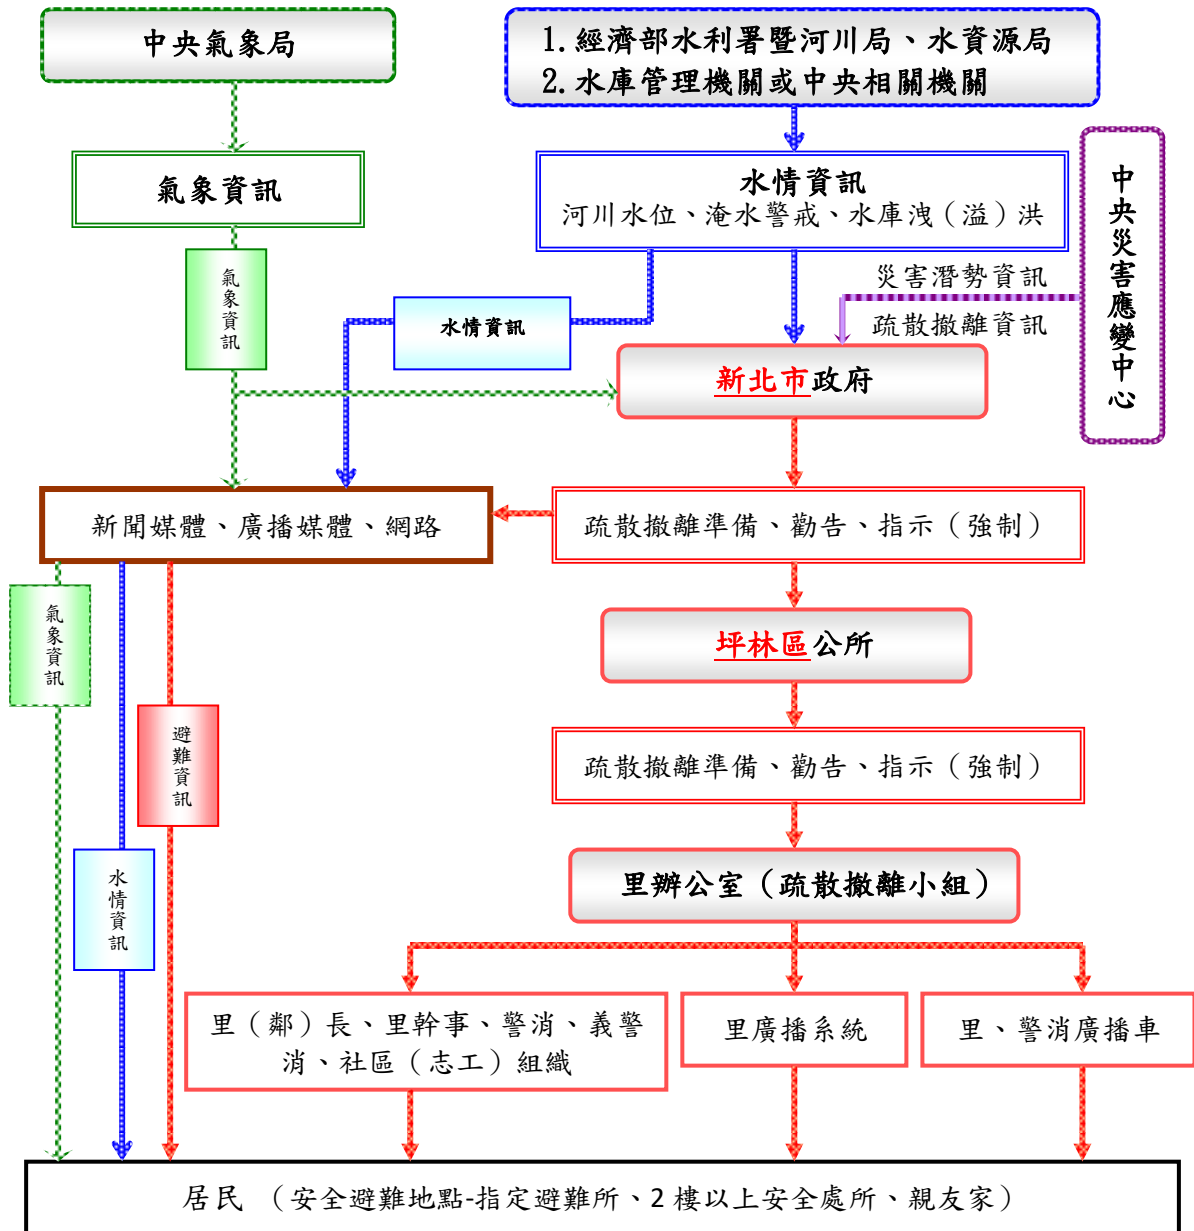 中央氣象局
1. 經濟部水利署暨河川局、水資源局
2. 水庫管理機關或中央相關機關
中央災害應變中心
氣象資訊
水情資訊
河川水位、淹水警戒、水庫洩（溢）洪
氣象資訊
災害潛勢資訊
疏散撤離資訊
水情資訊
新北市政府
新聞媒體、廣播媒體、網路
疏散撤離準備、勸告、指示（強制）
氣象資訊
坪林區公所
避難資訊
疏散撤離準備、勸告、指示（強制）
水情資訊
里辦公室（疏散撤離小組）
里（鄰）長、里幹事、警消、義警
消、社區（志工）組織
里廣播系統
里、警消廣播車
居民 （安全避難地點-指定避難所、2 樓以上安全處所、親友家）